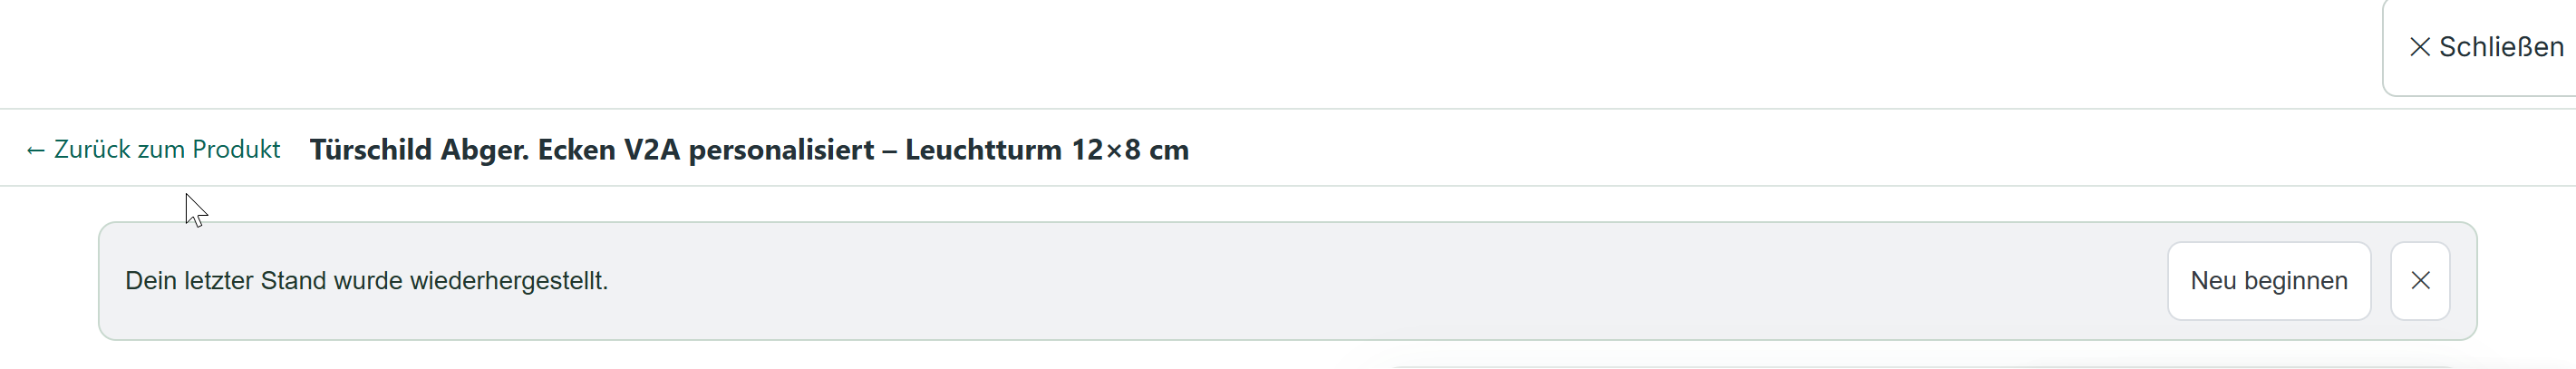 × Schließen
← Zurück zum Produkt Türschild Abger. Ecken V2A personalisiert – Leuchtturm 12×8 cm
Dein letzter Stand wurde wiederhergestellt. Neu beginnen ×